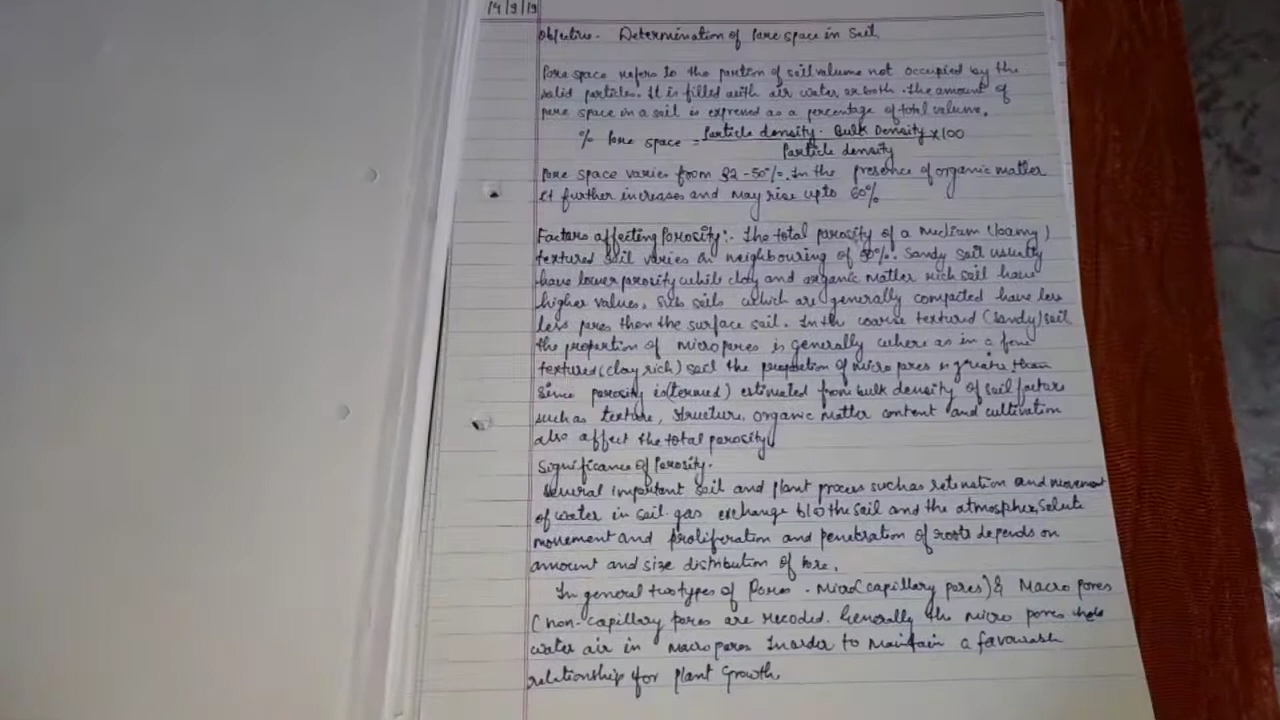 14/9/19
Objective. Determination of Pore space in Soil.
Pore space refers to the portion of soil volume not occupied by the
solid particles. It is filled with air water or both. The amount of
pore space in a soil is expressed as a percentage of total volume.
% Pore space = Particle density - Bulk Density × 100
Particle density
Pore space varies from 32-50%. In the presence of organic matter
it further increases and may rise upto 60%
Factors affecting Porosity:- The total porosity of a medium (loamy)
textured soil varies in neighbouring of 50%. Sandy soil usually
have lower porosity while clay and organic matter rich soil have
higher values. Sub soils which are generally compacted have less
less pores then the surface soil. In the coarse textured (Sandy) soil
the proportion of micropores is generally where as in a fine
textured (clay rich) soil the proportion of micro pores is greater than
Since porosity is (termed) estimated from bulk density of soil factors
such as texture, structure, organic matter content and cultivation
also affect the total porosity.
Significance of Porosity.
Several important soil and plant process such as retenation and movement
of water in soil gas exchange b/w the soil and the atmosphere, solute
movement and proliferation and penetration of roots depends on
amount and size distribution of pore.
In general two types of Pores - Micro (capillary pores) & Macro pores
(non-capillary pores are recoded. Generally the micro pores
water air in Macro pores Inorder to maintain a favourable
relationship for plant Growth.